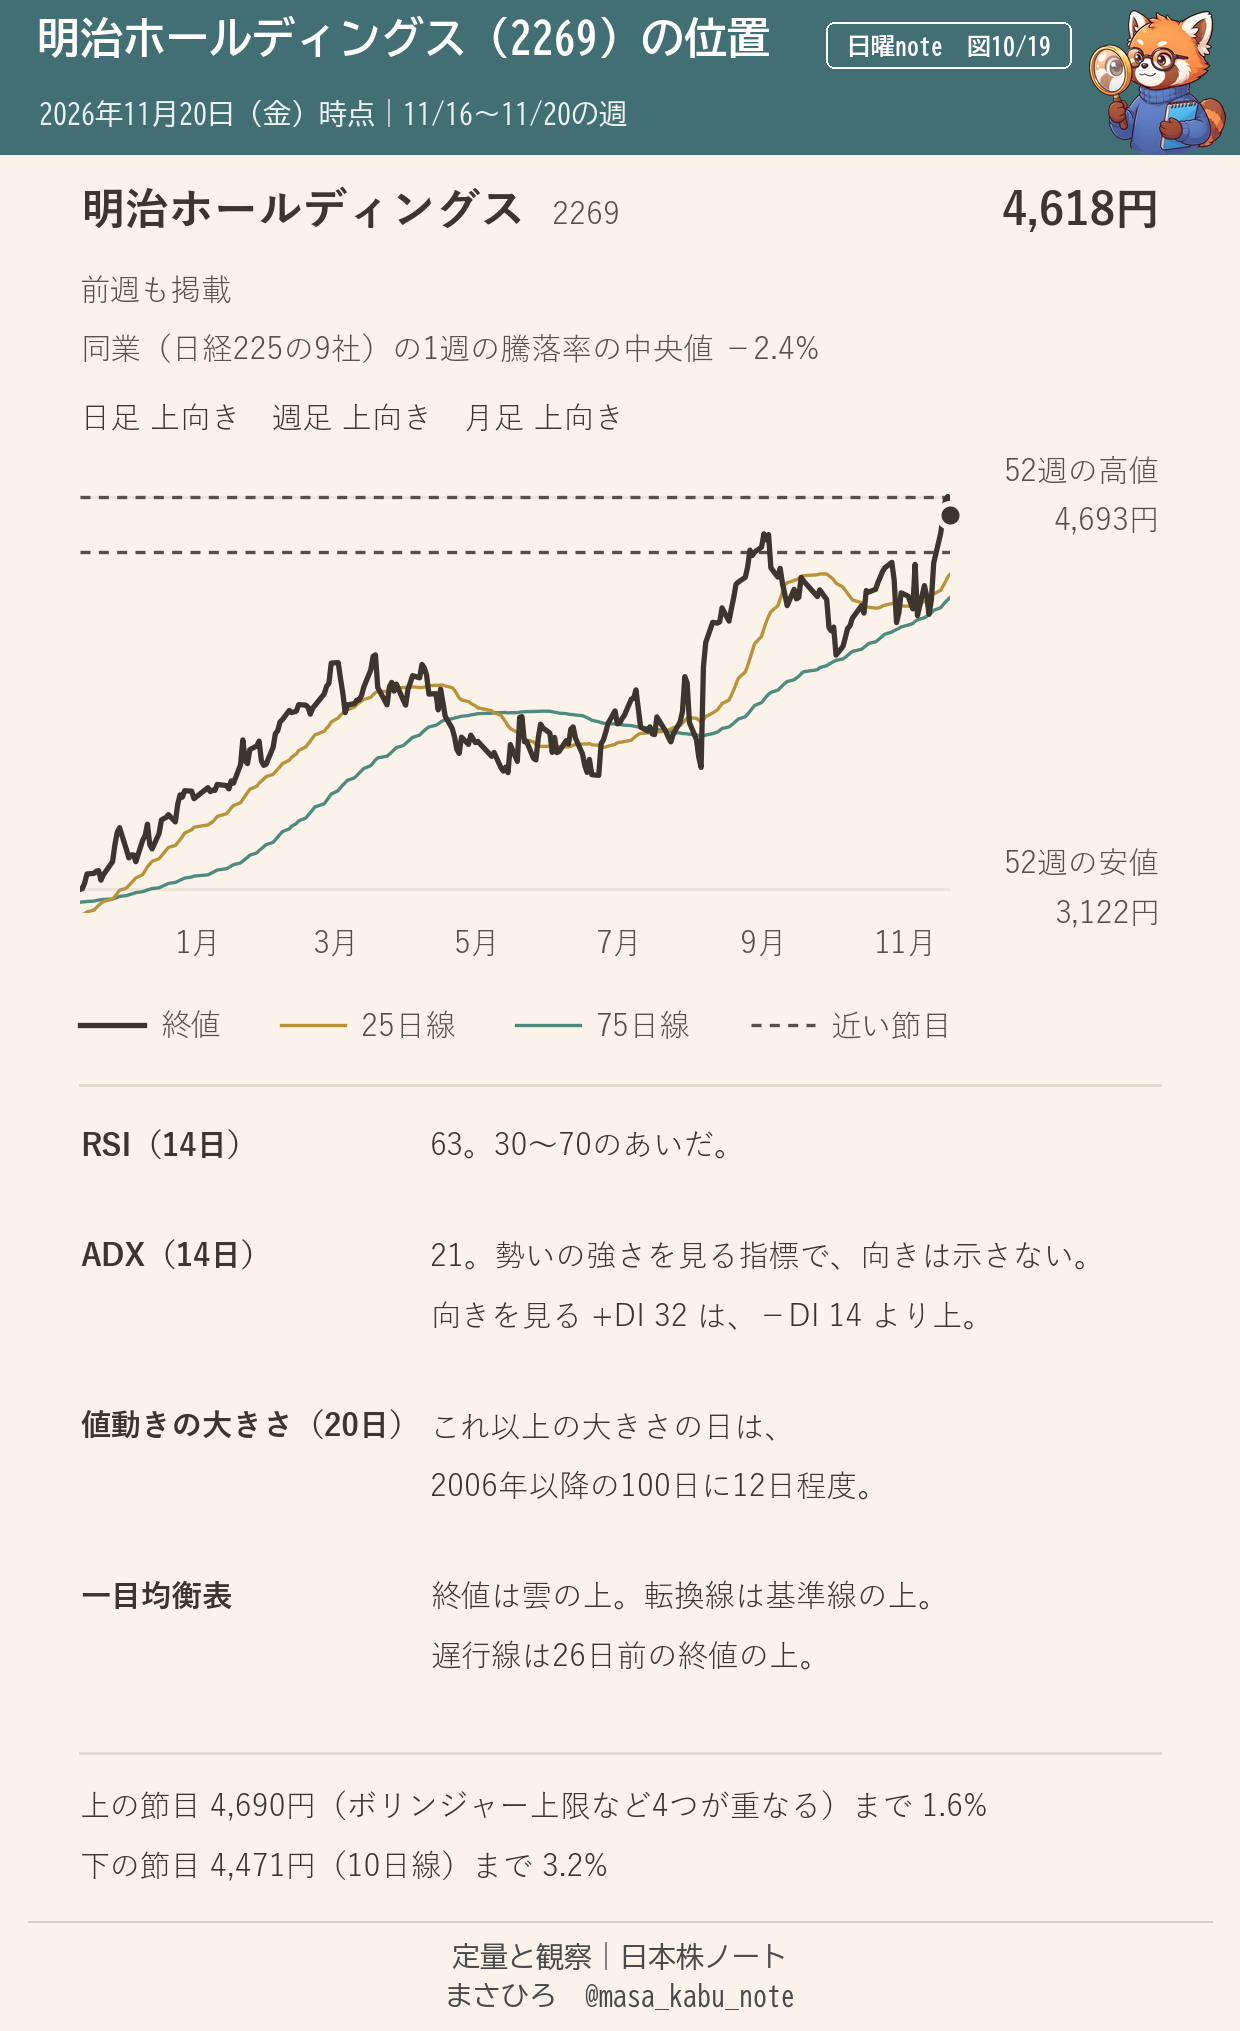 明治ホールディングス（2269）の位置
日曜note　図10/19
2026年11月20日（金）時点｜11/16～11/20の週
明治ホールディングス 2269 4,618円
前週も掲載
同業（日経225の9社）の1週の騰落率の中央値 －2.4%
日足 上向き　週足 上向き　月足 上向き
52週の高値
4,693円
52週の安値
3,122円
1月 3月 5月 7月 9月 11月
終値 25日線 75日線 近い節目
RSI（14日） 63。30～70のあいだ。
ADX（14日） 21。勢いの強さを見る指標で、向きは示さない。
向きを見る +DI 32 は、－DI 14 より上。
値動きの大きさ（20日） これ以上の大きさの日は、
2006年以降の100日に12日程度。
一目均衡表 終値は雲の上。転換線は基準線の上。
遅行線は26日前の終値の上。
上の節目 4,690円（ボリンジャー上限など4つが重なる）まで 1.6%
下の節目 4,471円（10日線）まで 3.2%
定量と観察｜日本株ノート
まさひろ　@masa_kabu_note